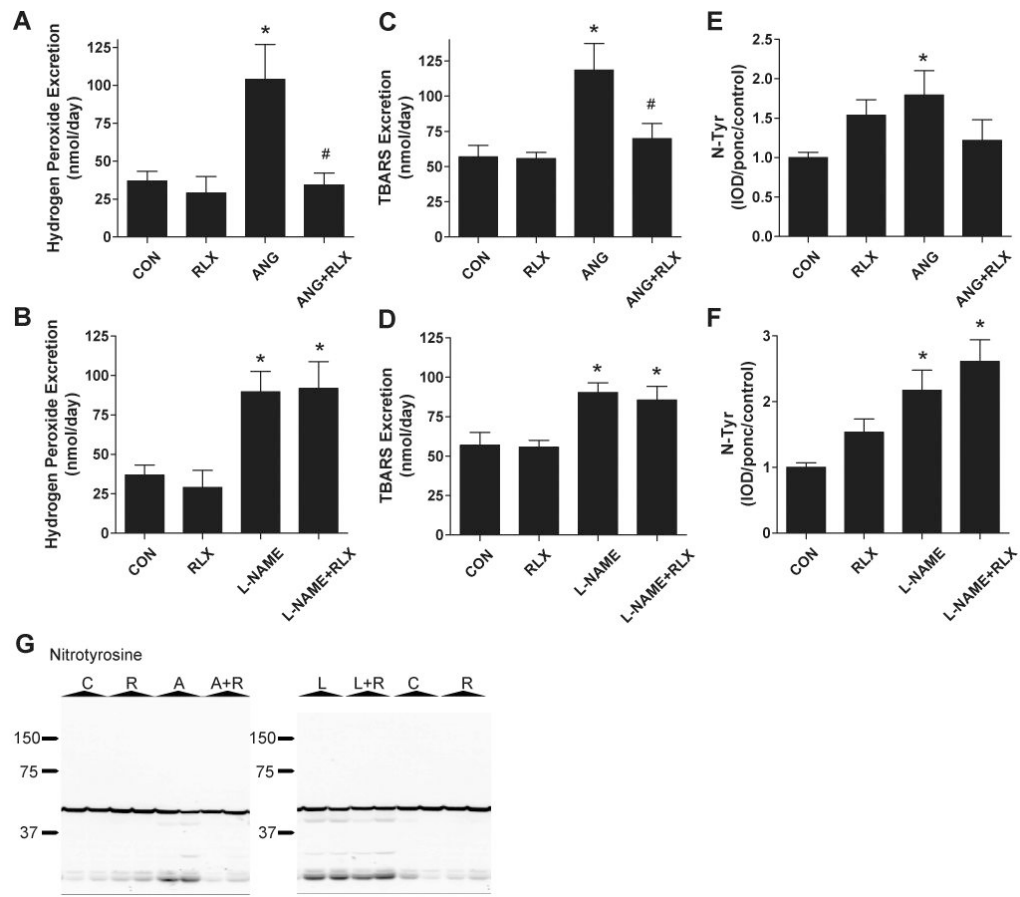 A
Hydrogen Peroxide Excretion
(nmol/day)
125
100
75
50
25
0
*
#
CON
RLX
ANG
ANG+RLX
C
TBARS Excretion
(nmol/day)
125
100
75
50
25
0
*
#
CON
RLX
ANG
ANG+RLX
E
N-Tyr
(IOD/ponc/control)
2.5
2.0
1.5
1.0
0.5
0.0
*
CON
RLX
ANG
ANG+RLX
B
Hydrogen Peroxide Excretion
(nmol/day)
125
100
75
50
25
0
*
*
CON
RLX
L-NAME
L-NAME+RLX
D
TBARS Excretion
(nmol/day)
125
100
75
50
25
0
*
*
CON
RLX
L-NAME
L-NAME+RLX
F
N-Tyr
(IOD/ponc/control)
3
2
1
0
*
*
CON
RLX
L-NAME
L-NAME+RLX
G
Nitrotyrosine
C R A A+R
150
75
37
L L+R C R
150
75
37